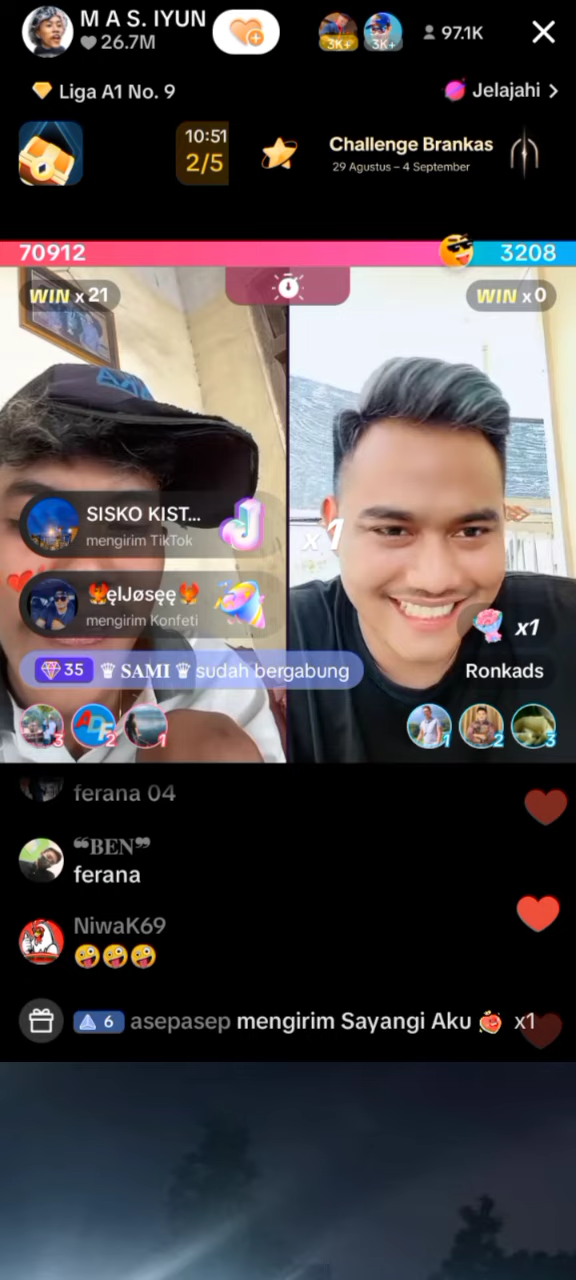 M A S. IYUN
26.7M
3K+
3K+
97.1K
Liga A1 No. 9
Jelajahi >
10:51
2/5
Challenge Brankas
29 Agustus – 4 September
70912
3208
WIN x 21
WIN x 0
SISKO KIST...
mengirim TikTok
x1
ęlJøsęę
mengirim Konfeti
x1
35 ♛ 𝐒𝐀𝐌𝐈 ♛ sudah bergabung
Ronkads
3
ADF 2
1
1
2
3
ferana 04
❝𝐁𝐄𝐍❞
ferana
NiwaK69
🤪🤪🤪
6 asepasep mengirim Sayangi Aku x1